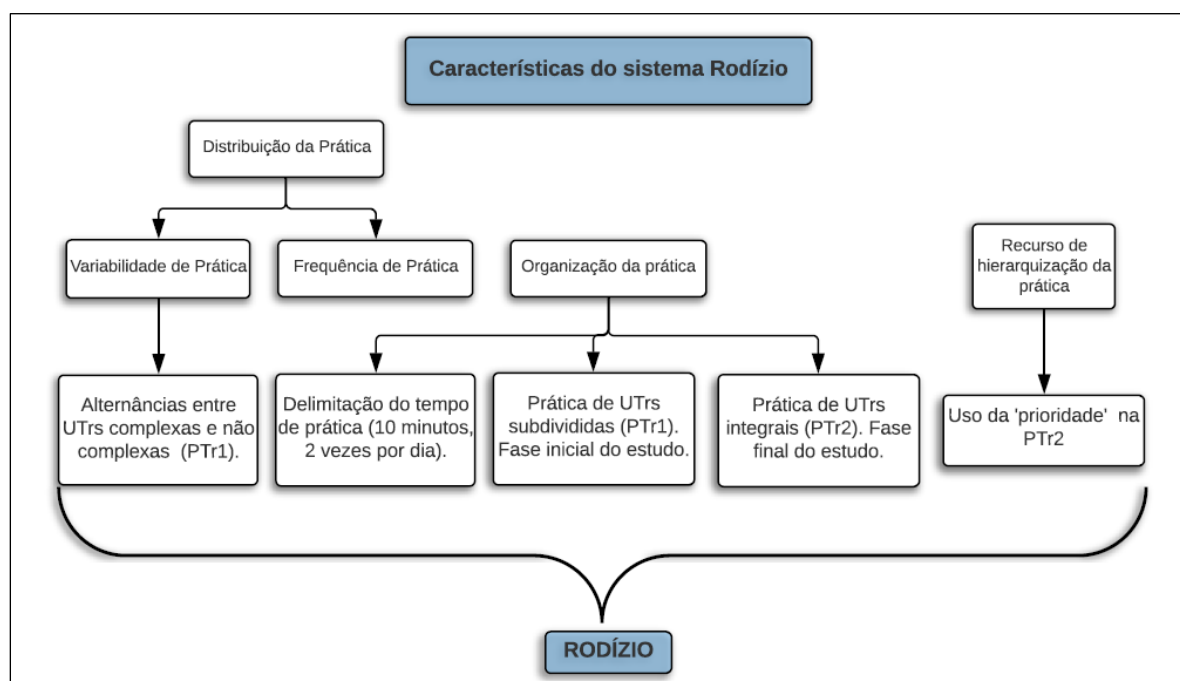 Características do sistema Rodízio
Distribuição da Prática
Variabilidade de Prática
Frequência de Prática
Organização da prática
Recurso de
hierarquização da
prática
Alternâncias entre
UTrs complexas e não
complexas (PTr1).
Delimitação do tempo
de prática (10 minutos,
2 vezes por dia).
Prática de UTrs
subdivididas (PTr1).
Fase inicial do estudo.
Prática de UTrs
integrais (PTr2). Fase
final do estudo.
Uso da 'prioridade' na
PTr2
RODÍZIO